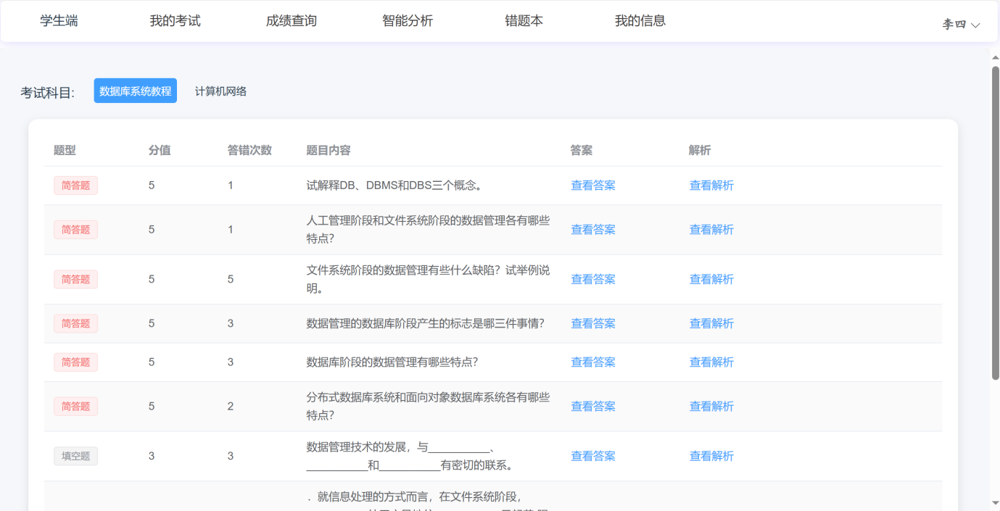 学生端 我的考试 成绩查询 智能分析 错题本 我的信息 李四
考试科目: 数据库系统教程 计算机网络
题型 分值 答错次数 题目内容 答案 解析
简答题 5 1 试解释DB、DBMS和DBS三个概念。 查看答案 查看解析
简答题 5 1 人工管理阶段和文件系统阶段的数据管理各有哪些
特点? 查看答案 查看解析
简答题 5 5 文件系统阶段的数据管理有些什么缺陷？试举例说
明。 查看答案 查看解析
简答题 5 3 数据管理的数据库阶段产生的标志是哪三件事情? 查看答案 查看解析
简答题 5 3 数据库阶段的数据管理有哪些特点? 查看答案 查看解析
简答题 5 2 分布式数据库系统和面向对象数据库系统各有哪些
特点? 查看答案 查看解析
填空题 3 3 数据管理技术的发展，与__________、
__________和__________有密切的联系。 查看答案 查看解析
．就信息处理的方式而言，在文件系统阶段，